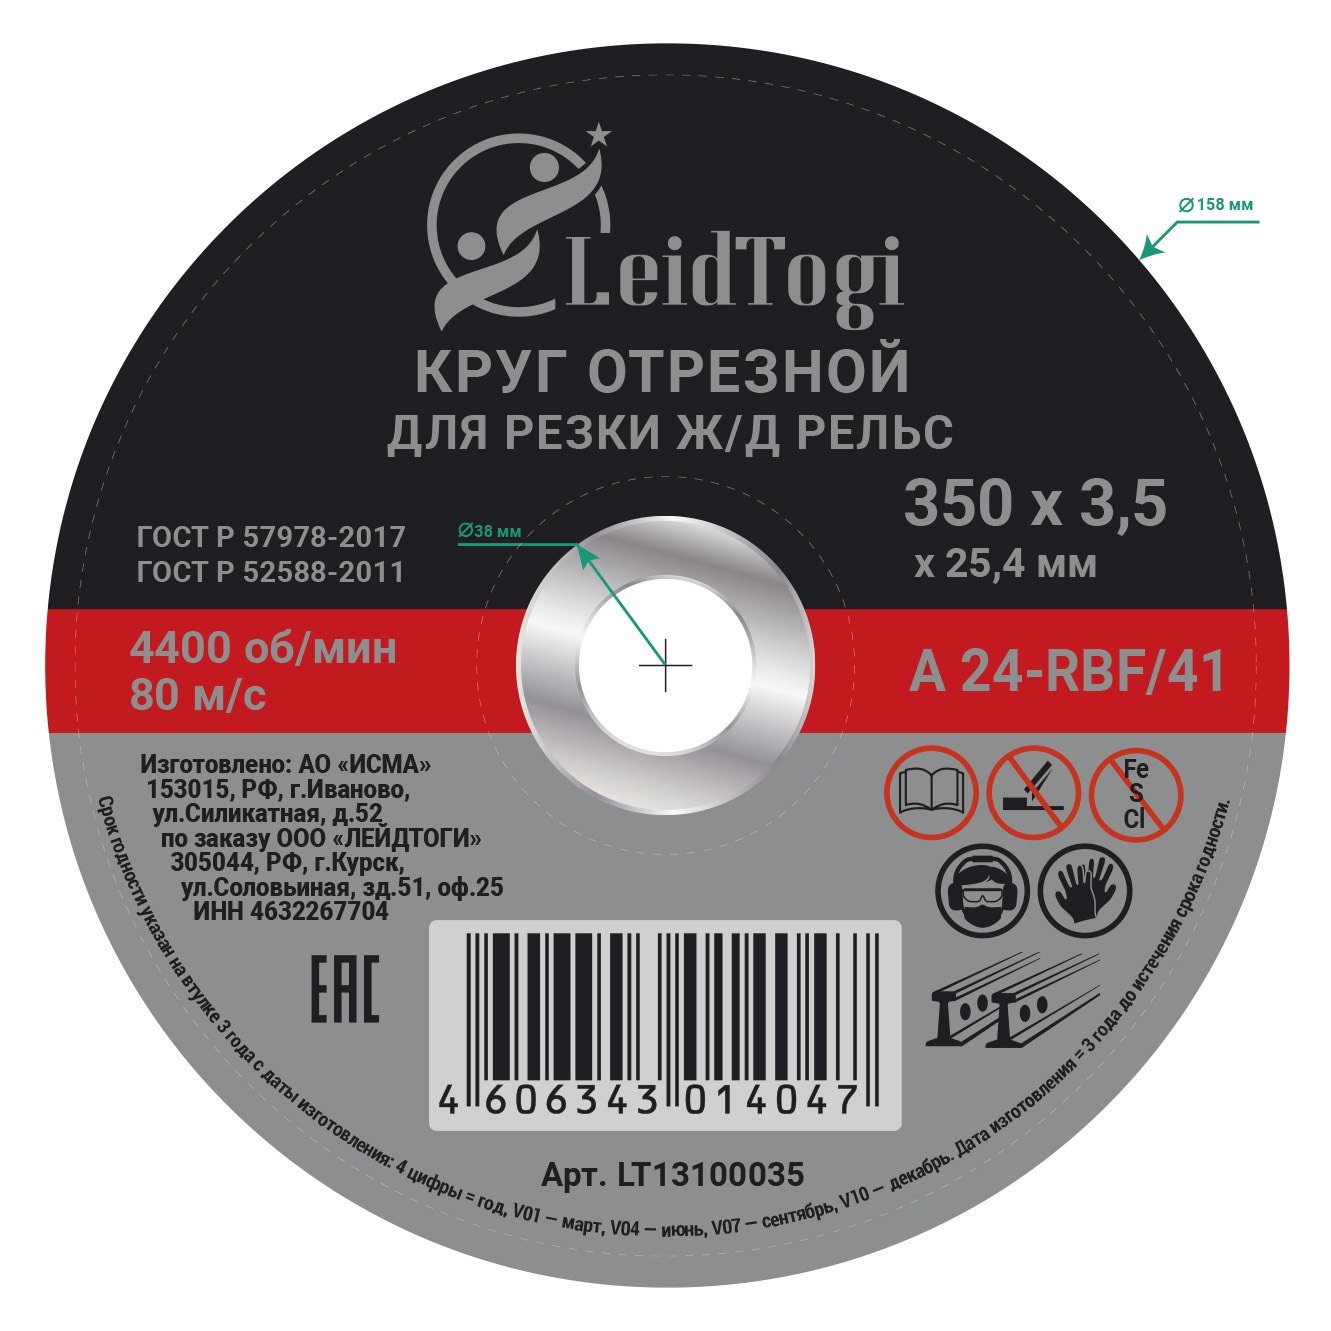 LeidTogi
КРУГ ОТРЕЗНОЙ
ДЛЯ РЕЗКИ Ж/Д РЕЛЬС
⌀ 158 мм
350 x 3,5
x 25,4 мм
ГОСТ Р 57978-2017
ГОСТ Р 52588-2011
⌀38 мм
4400 об/мин
80 м/с
A 24-RBF/41
Изготовлено: АО «ИСМА»
153015, РФ, г.Иваново,
ул.Силикатная, д.52
по заказу ООО «ЛЕЙДТОГИ»
305044, РФ, г.Курск,
ул.Соловьиная, зд.51, оф.25
ИНН 4632267704
Fe
S
Cl
EAC
4 606343 014047
Арт. LT13100035
Срок годности указан на втулке 3 года с даты изготовления: 4 цифры = год, V01 – март, V04 – июнь, V07 – сентябрь, V10 – декабрь. Дата изготовления = 3 года до истечения срока годности.